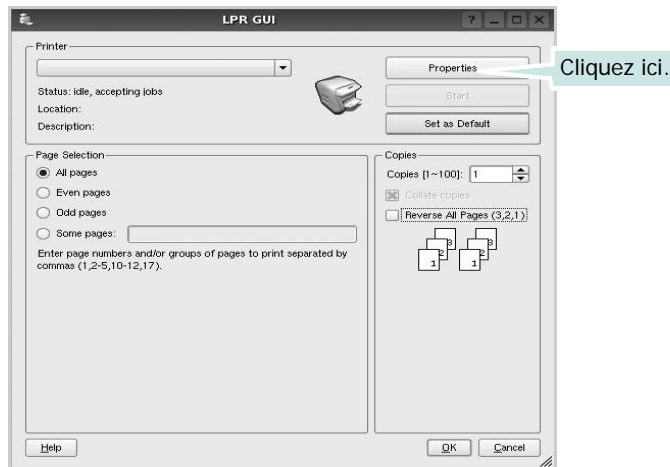 LPR GUI
Printer
Properties
Cliquez ici.
Status: idle, accepting jobs
Start
Location:
Description:
Set as Default
Page Selection
All pages
Even pages
Odd pages
Some pages:
Enter page numbers and/or groups of pages to print separated by
commas (1,2-5,10-12,17).
Copies
Copies [1~100]: 1
Collate copies
Reverse All Pages (3,2,1)
3 3
2 2
1 1
Help
OK
Cancel